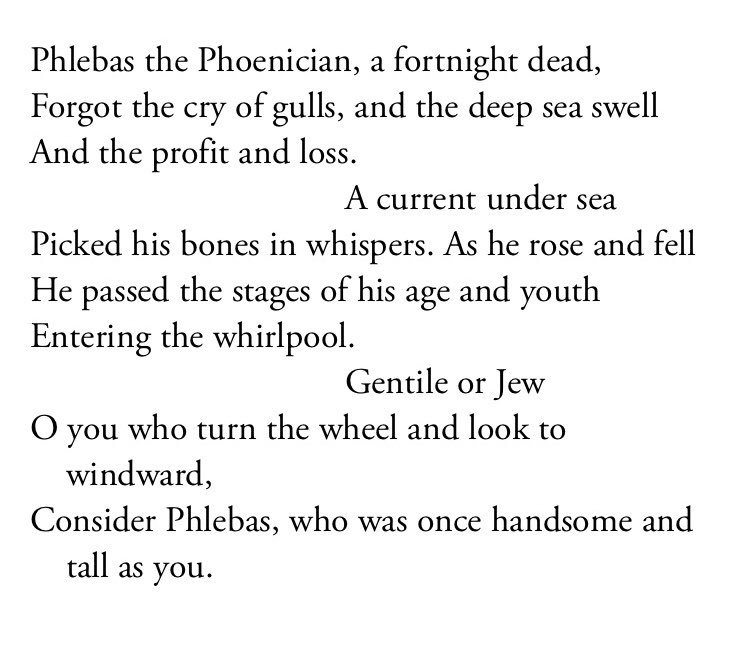 Phlebas the Phoenician, a fortnight dead,
Forgot the cry of gulls, and the deep sea swell
And the profit and loss.
A current under sea
Picked his bones in whispers. As he rose and fell
He passed the stages of his age and youth
Entering the whirlpool.
Gentile or Jew
O you who turn the wheel and look to
windward,
Consider Phlebas, who was once handsome and
tall as you.